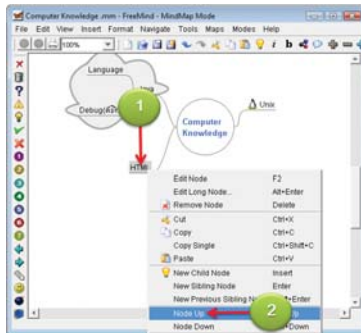 Computer Knowledge .mm - FreeMind - MindMap Mode
File Edit View Insert Format Navigate Tools Maps Modes Help
100%
Language
Java
Unix
Computer
Knowledge
1
HTML
Edit Node F2
Edit Long Node... Alt+Enter
Remove Node Delete
Cut Ctrl+X
Copy Ctrl+C
Copy Single Ctrl+Shift+C
Paste Ctrl+V
New Child Node Insert
New Sibling Node Enter
New Previous Sibling
Node Up
2
Node Down